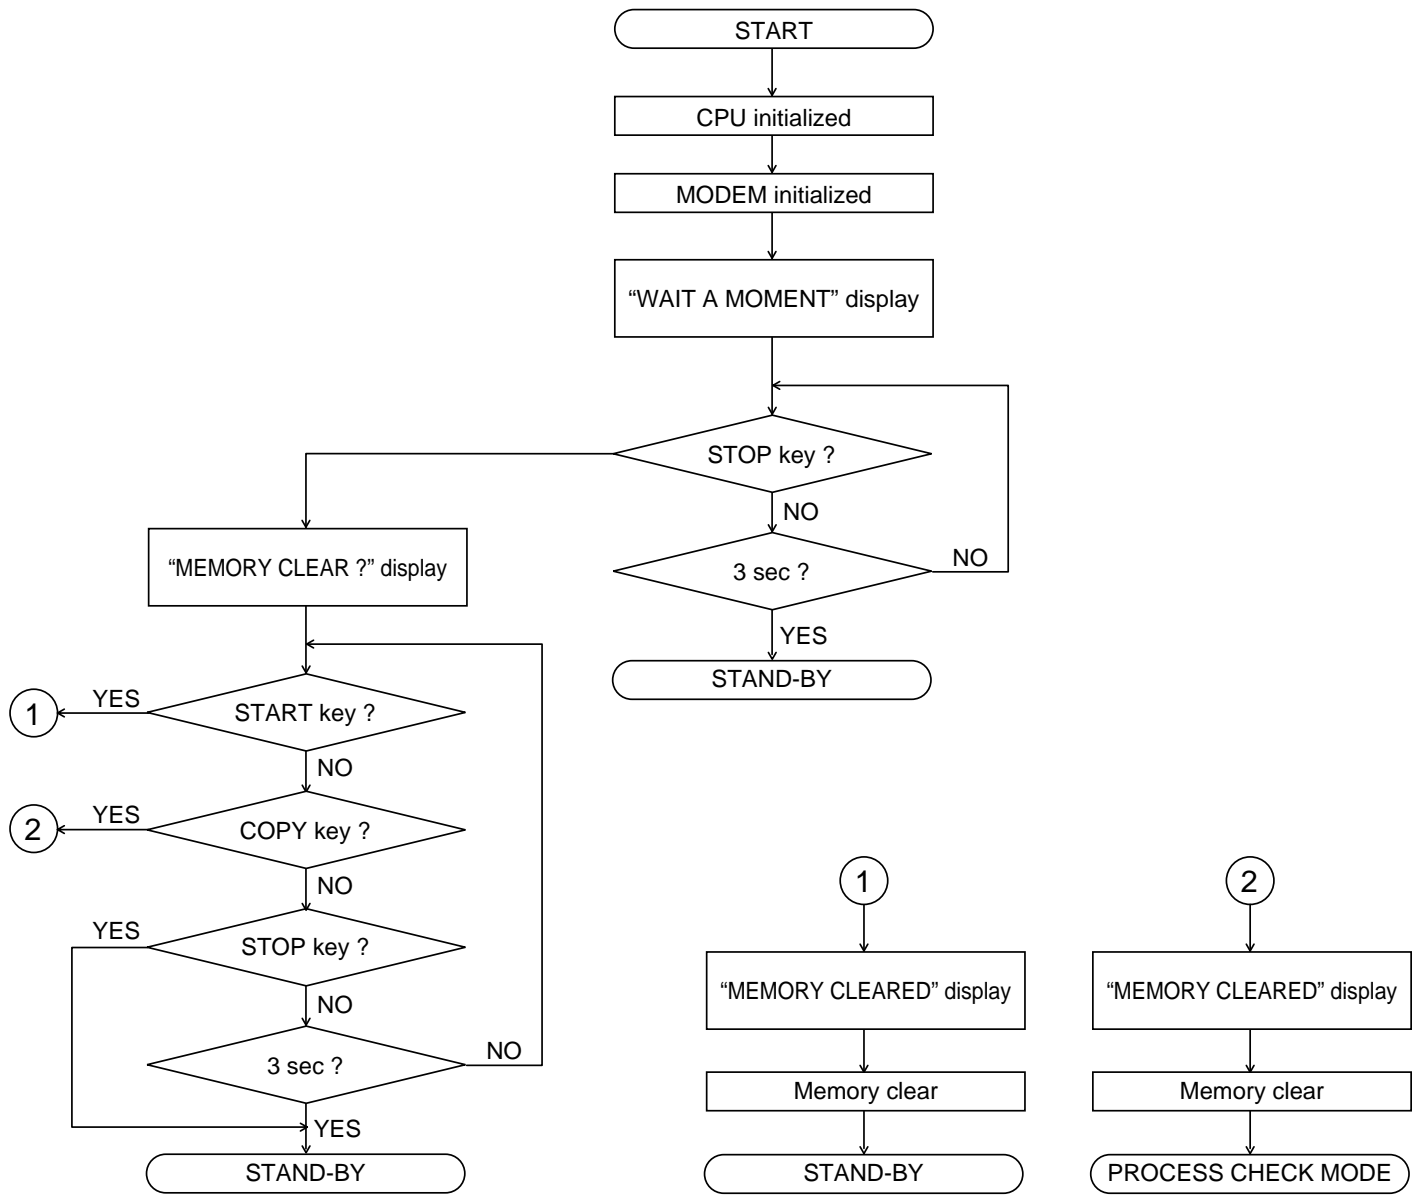 START
CPU initialized
MODEM initialized
“WAIT A MOMENT” display
STOP key ?
NO
“MEMORY CLEAR ?” display
3 sec ?
NO
YES
STAND-BY
YES
1
START key ?
NO
YES
2
COPY key ?
NO
YES
STOP key ?
NO
3 sec ?
NO
YES
STAND-BY
1
“MEMORY CLEARED” display
Memory clear
STAND-BY
2
“MEMORY CLEARED” display
Memory clear
PROCESS CHECK MODE